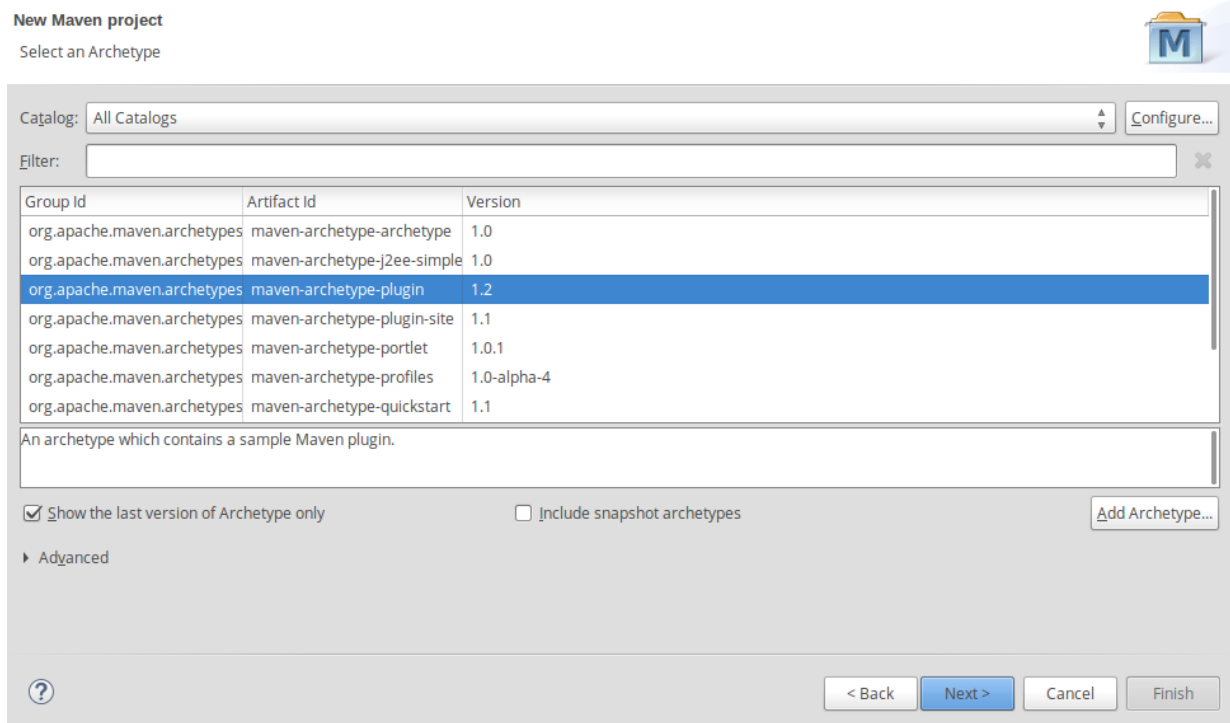 New Maven project
Select an Archetype
M
Catalog: All Catalogs Configure...
Filter:
Group Id Artifact Id Version
org.apache.maven.archetypes maven-archetype-archetype 1.0
org.apache.maven.archetypes maven-archetype-j2ee-simple 1.0
org.apache.maven.archetypes maven-archetype-plugin 1.2
org.apache.maven.archetypes maven-archetype-plugin-site 1.1
org.apache.maven.archetypes maven-archetype-portlet 1.0.1
org.apache.maven.archetypes maven-archetype-profiles 1.0-alpha-4
org.apache.maven.archetypes maven-archetype-quickstart 1.1
An archetype which contains a sample Maven plugin.
Show the last version of Archetype only Include snapshot archetypes Add Archetype...
Advanced
? < Back Next > Cancel Finish